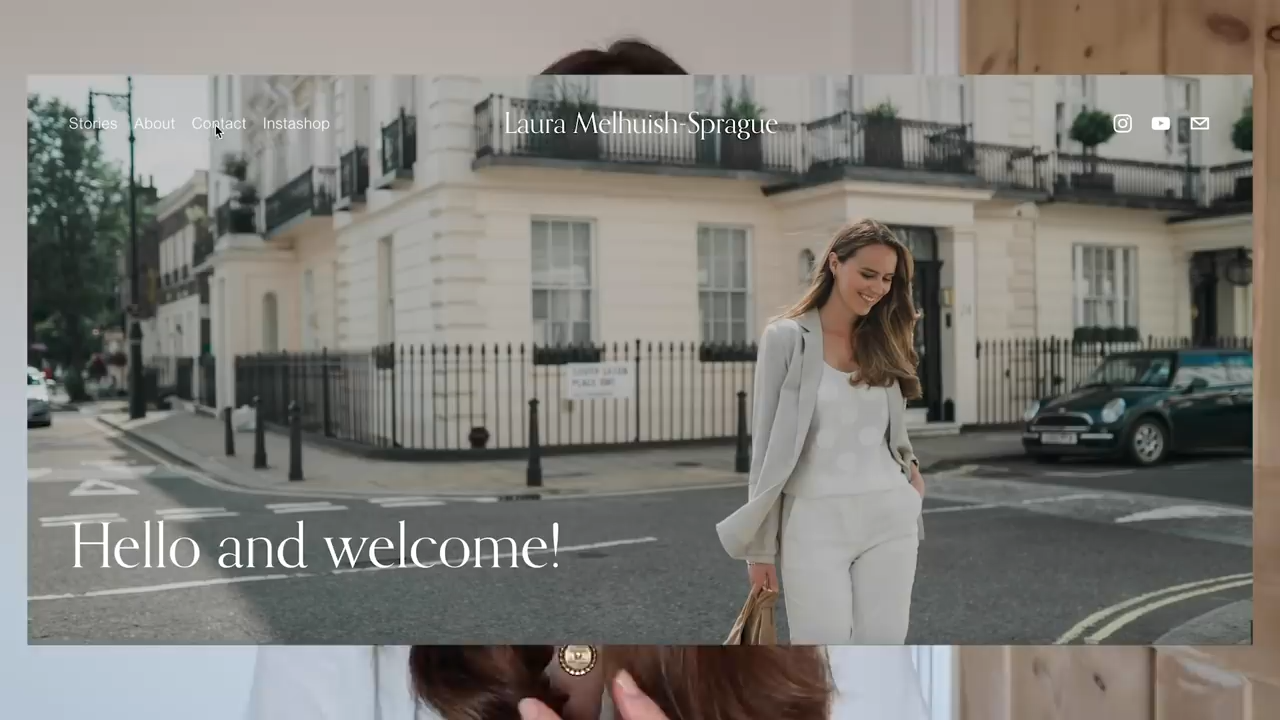 Stories About Contact Instashop
Laura Melhuish-Sprague
Hello and welcome!